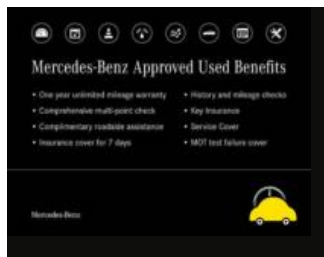 Mercedes-Benz Approved Used Benefits
• One year unlimited mileage warranty
• Comprehensive multi-point check
• Complimentary roadside assistance
• Insurance cover for 7 days
• History and mileage checks
• Key Insurance
• Service Cover
• MOT test failure cover
Mercedes-Benz